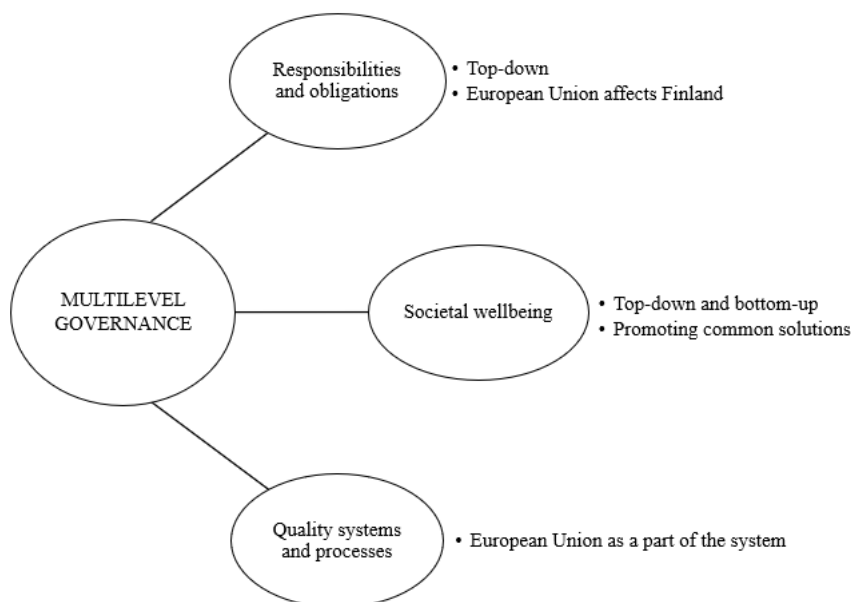 Responsibilities
and obligations
• Top-down
• European Union affects Finland
MULTILEVEL
GOVERNANCE
Societal wellbeing
• Top-down and bottom-up
• Promoting common solutions
Quality systems
and processes
• European Union as a part of the system